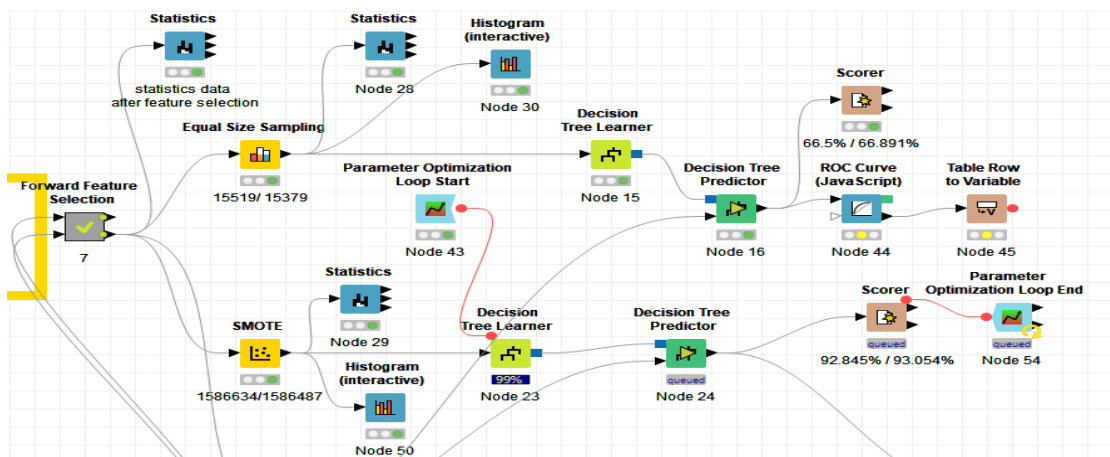 Statistics
statistics data
after feature selection
Statistics
Node 28
Histogram
(interactive)
Node 30
Scorer
66.5% / 66.891%
Equal Size Sampling
15519/ 15379
Decision
Tree Learner
Node 15
Parameter Optimization
Loop Start
Node 43
Decision Tree
Predictor
Node 16
ROC Curve
(JavaScript)
Node 44
Table Row
to Variable
V
Node 45
Forward Feature
Selection
7
Statistics
Node 29
SMOTE
1586634/1586487
Decision
Tree Learner
99%
Node 23
Decision Tree
Predictor
queued
Node 24
Scorer
queued
92.845% / 93.054%
Parameter
Optimization Loop End
queued
Node 54
Histogram
(interactive)
Node 50